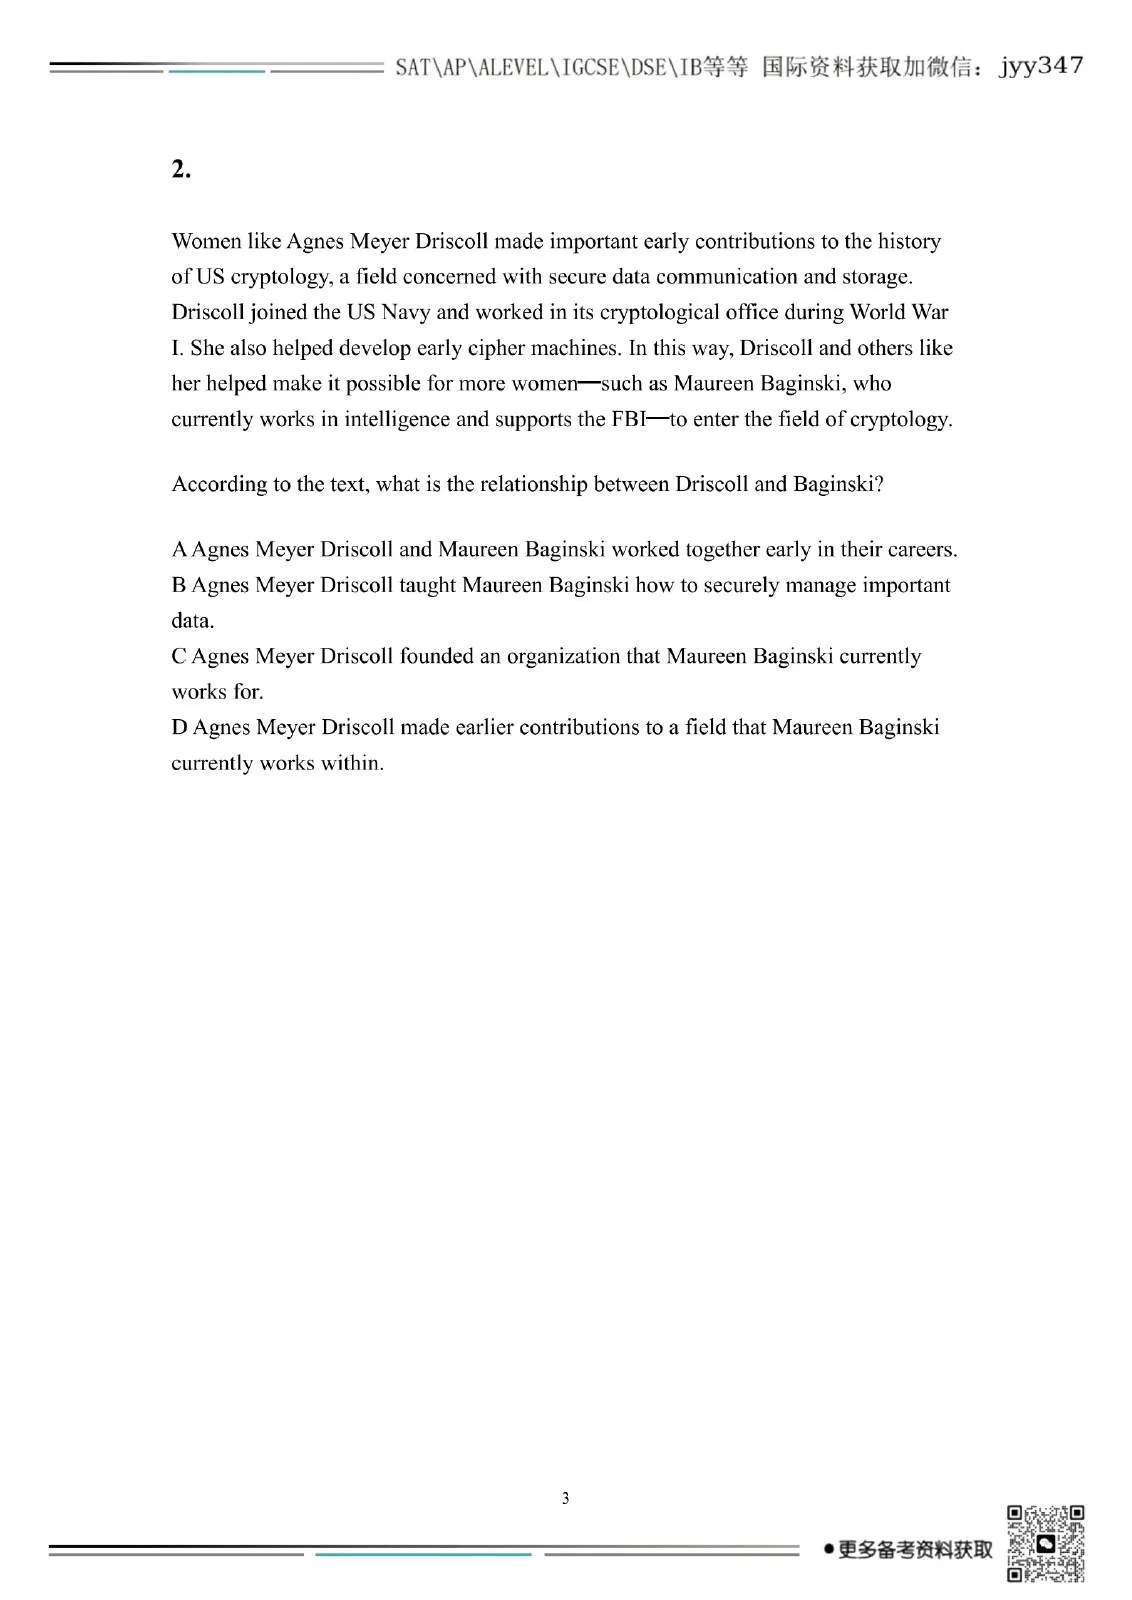 SAT\AP\ALEVEL\IGCSE\DSE\IB等等 国际资料获取加微信：jyy347
2.
Women like Agnes Meyer Driscoll made important early contributions to the history
of US cryptology, a field concerned with secure data communication and storage.
Driscoll joined the US Navy and worked in its cryptological office during World War
I. She also helped develop early cipher machines. In this way, Driscoll and others like
her helped make it possible for more women—such as Maureen Baginski, who
currently works in intelligence and supports the FBI—to enter the field of cryptology.
According to the text, what is the relationship between Driscoll and Baginski?
A Agnes Meyer Driscoll and Maureen Baginski worked together early in their careers.
B Agnes Meyer Driscoll taught Maureen Baginski how to securely manage important
data.
C Agnes Meyer Driscoll founded an organization that Maureen Baginski currently
works for.
D Agnes Meyer Driscoll made earlier contributions to a field that Maureen Baginski
currently works within.
3
●更多备考资料获取